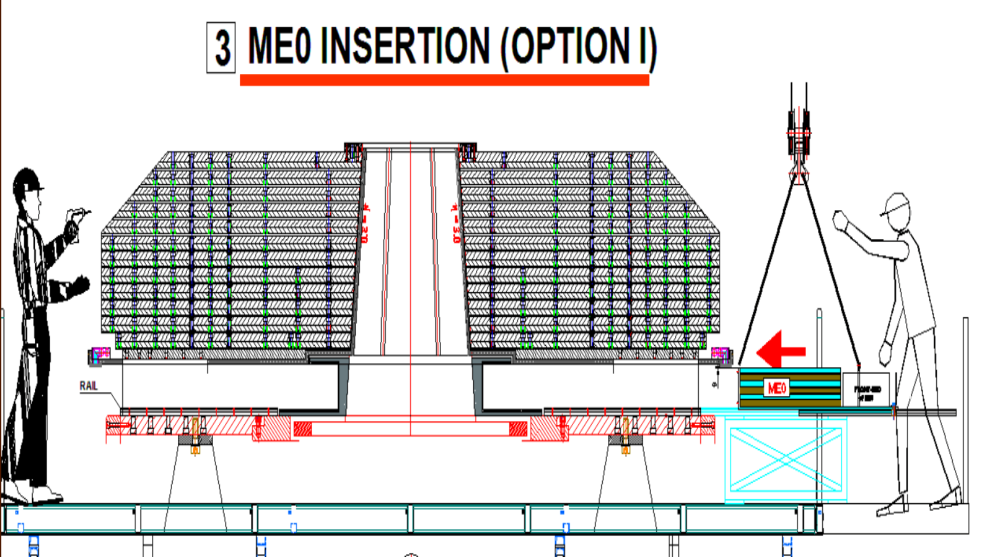 3 ME0 INSERTION (OPTION I)
RAIL
ME0